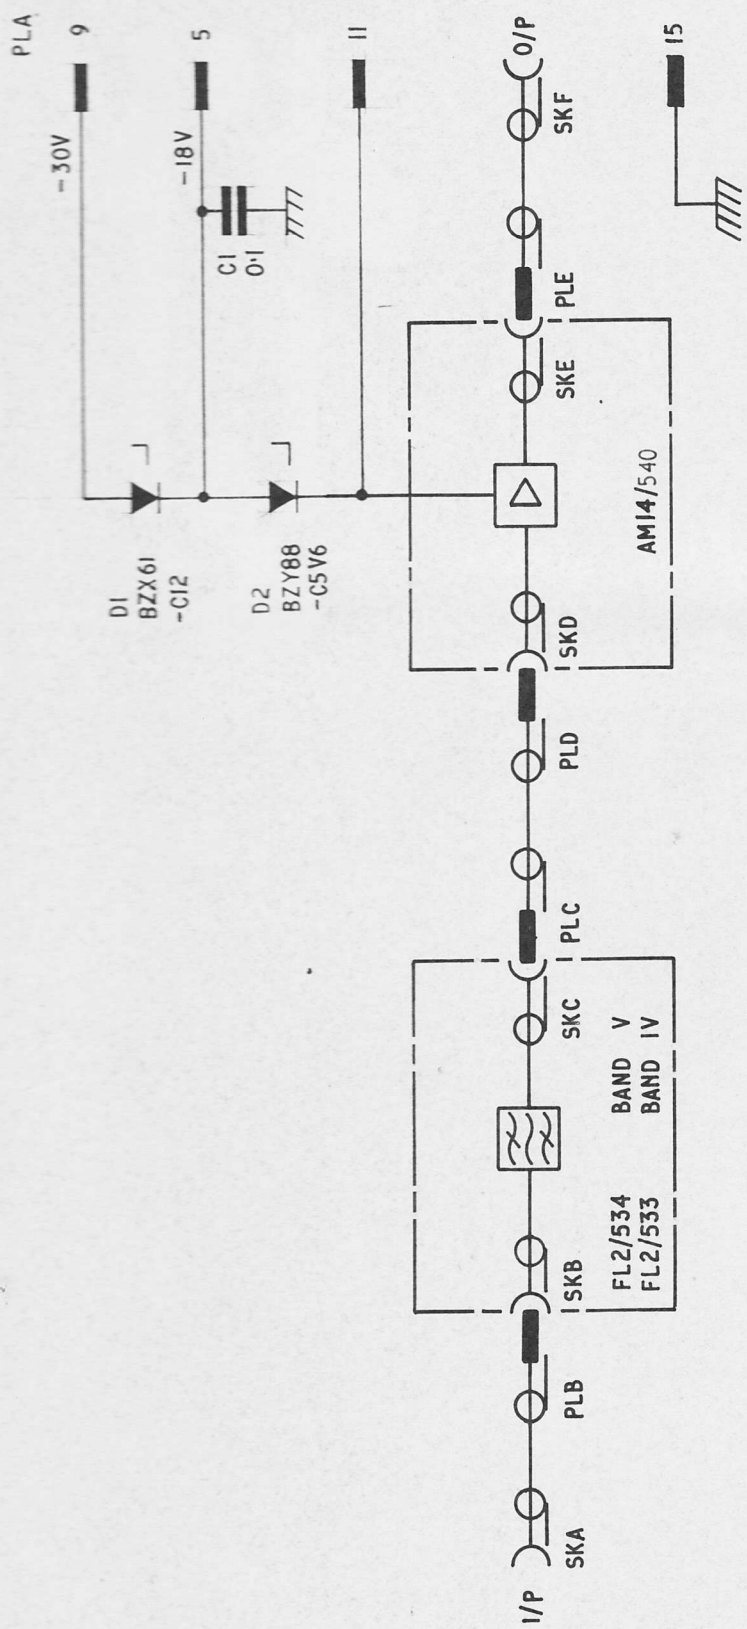 PLA
9
-30V
5
-18V
11
C1
0·1
D1
BZX61
-C12
D2
BZY88
-C5V6
I/P
SKA
PLB
SKB
FL2/534 BAND V
FL2/533 BAND IV
SKC
PLC
PLD
SKD
AM14/540
SKE
PLE
SKF
O/P
15